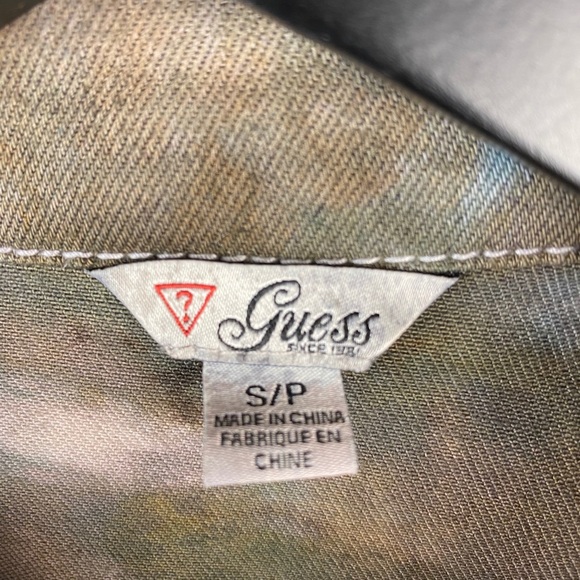 ?
Guess
SINCE 1981
S/P
MADE IN CHINA
FABRIQUE EN
CHINE